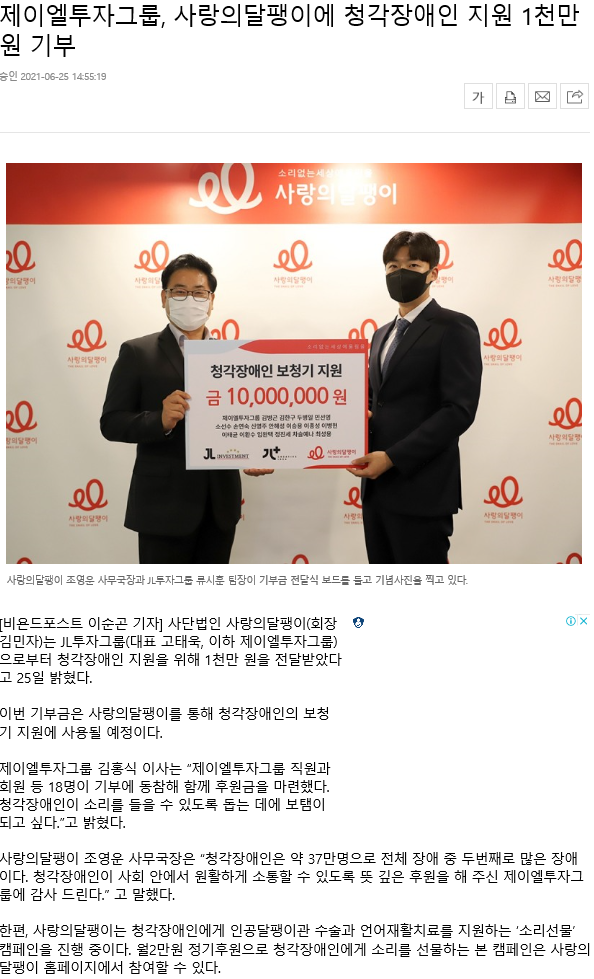 제이엘투자그룹, 사랑의달팽이에 청각장애인 지원 1천만
원 기부
승인 2021-06-25 14:55:19
가
소리없는세상
사랑의달팽이
사랑의달팽이
사랑의달팽이
사랑의달팽이
청각장애인 보청기 지원
금 10,000,000 원
JL INVESTMENT
사랑의달팽이
사랑의달팽이 조영운 사무국장과 JL투자그룹 류시훈 팀장이 기부금 전달식 보드를 들고 기념사진을 찍고 있다.
[비욘드포스트 이순곤 기자] 사단법인 사랑의달팽이(회장
김민자)는 JL투자그룹(대표 고태욱, 이하 제이엘투자그룹)
으로부터 청각장애인 지원을 위해 1천만 원을 전달받았다
고 25일 밝혔다.
이번 기부금은 사랑의달팽이를 통해 청각장애인의 보청
기 지원에 사용될 예정이다.
제이엘투자그룹 김홍식 이사는 “제이엘투자그룹 직원과
회원 등 18명이 기부에 동참해 함께 후원금을 마련했다.
청각장애인이 소리를 들을 수 있도록 돕는 데에 보탬이
되고 싶다.”고 밝혔다.
사랑의달팽이 조영운 사무국장은 “청각장애인은 약 37만명으로 전체 장애 중 두번째로 많은 장애
이다. 청각장애인이 사회 안에서 원활하게 소통할 수 있도록 뜻 깊은 후원을 해 주신 제이엘투자그
룹에 감사 드린다.” 고 말했다.
한편, 사랑의달팽이는 청각장애인에게 인공달팽이관 수술과 언어재활치료를 지원하는 ‘소리선물’
캠페인을 진행 중이다. 월2만원 정기후원으로 청각장애인에게 소리를 선물하는 본 캠페인은 사랑의
달팽이 홈페이지에서 참여할 수 있다.